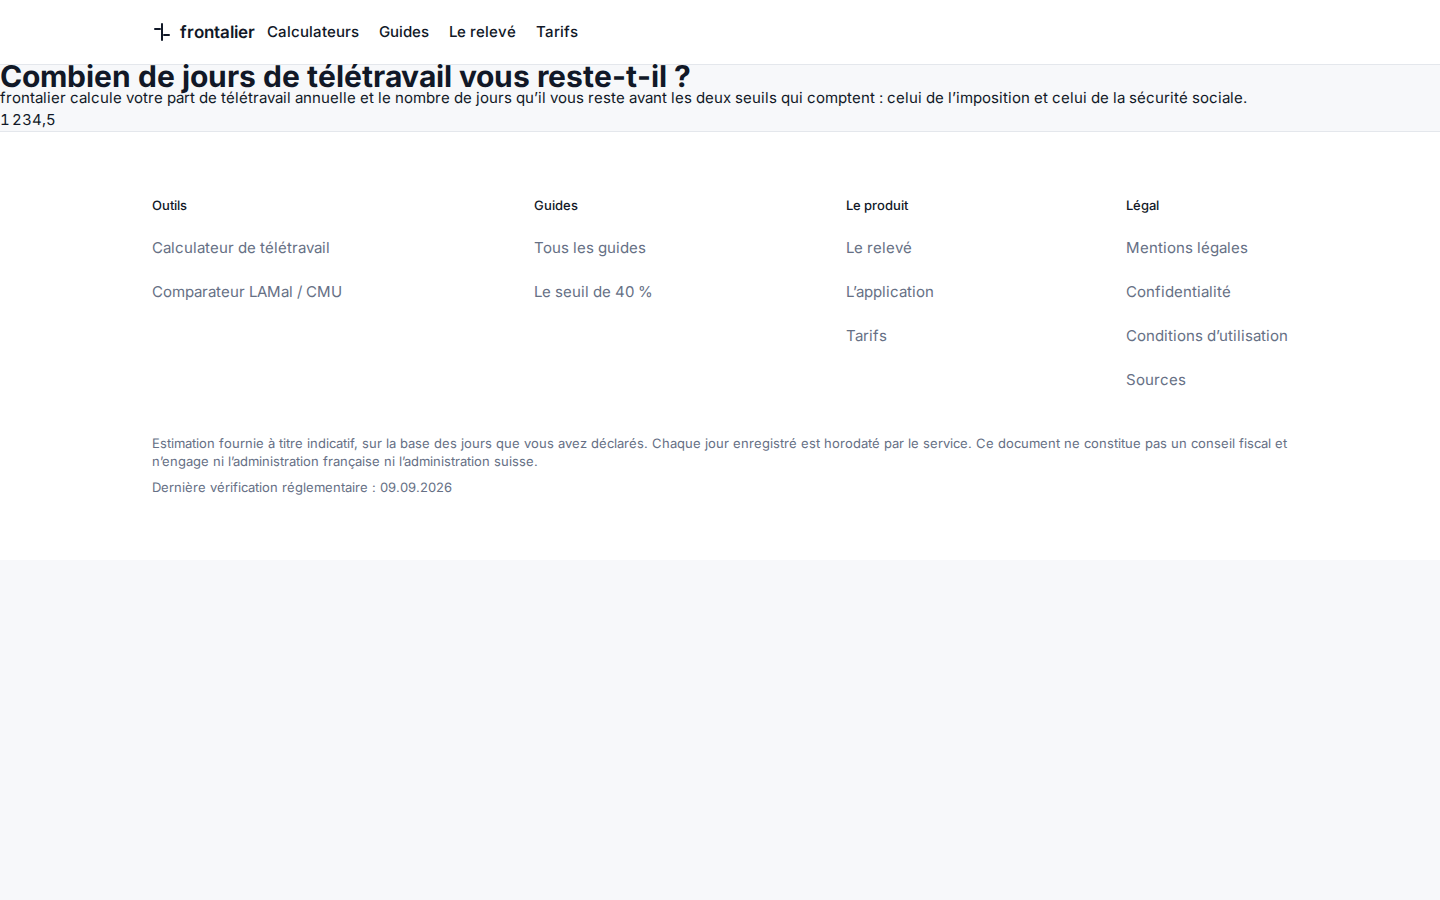 frontalier Calculateurs Guides Le relevé Tarifs
Combien de jours de télétravail vous reste-t-il ?
frontalier calcule votre part de télétravail annuelle et le nombre de jours qu’il vous reste avant les deux seuils qui comptent : celui de l’imposition et celui de la sécurité sociale.
1 234,5
Outils
Calculateur de télétravail
Comparateur LAMal / CMU
Guides
Tous les guides
Le seuil de 40 %
Le produit
Le relevé
L’application
Tarifs
Légal
Mentions légales
Confidentialité
Conditions d’utilisation
Sources
Estimation fournie à titre indicatif, sur la base des jours que vous avez déclarés. Chaque jour enregistré est horodaté par le service. Ce document ne constitue pas un conseil fiscal et
n’engage ni l’administration française ni l’administration suisse.
Dernière vérification réglementaire : 09.09.2026